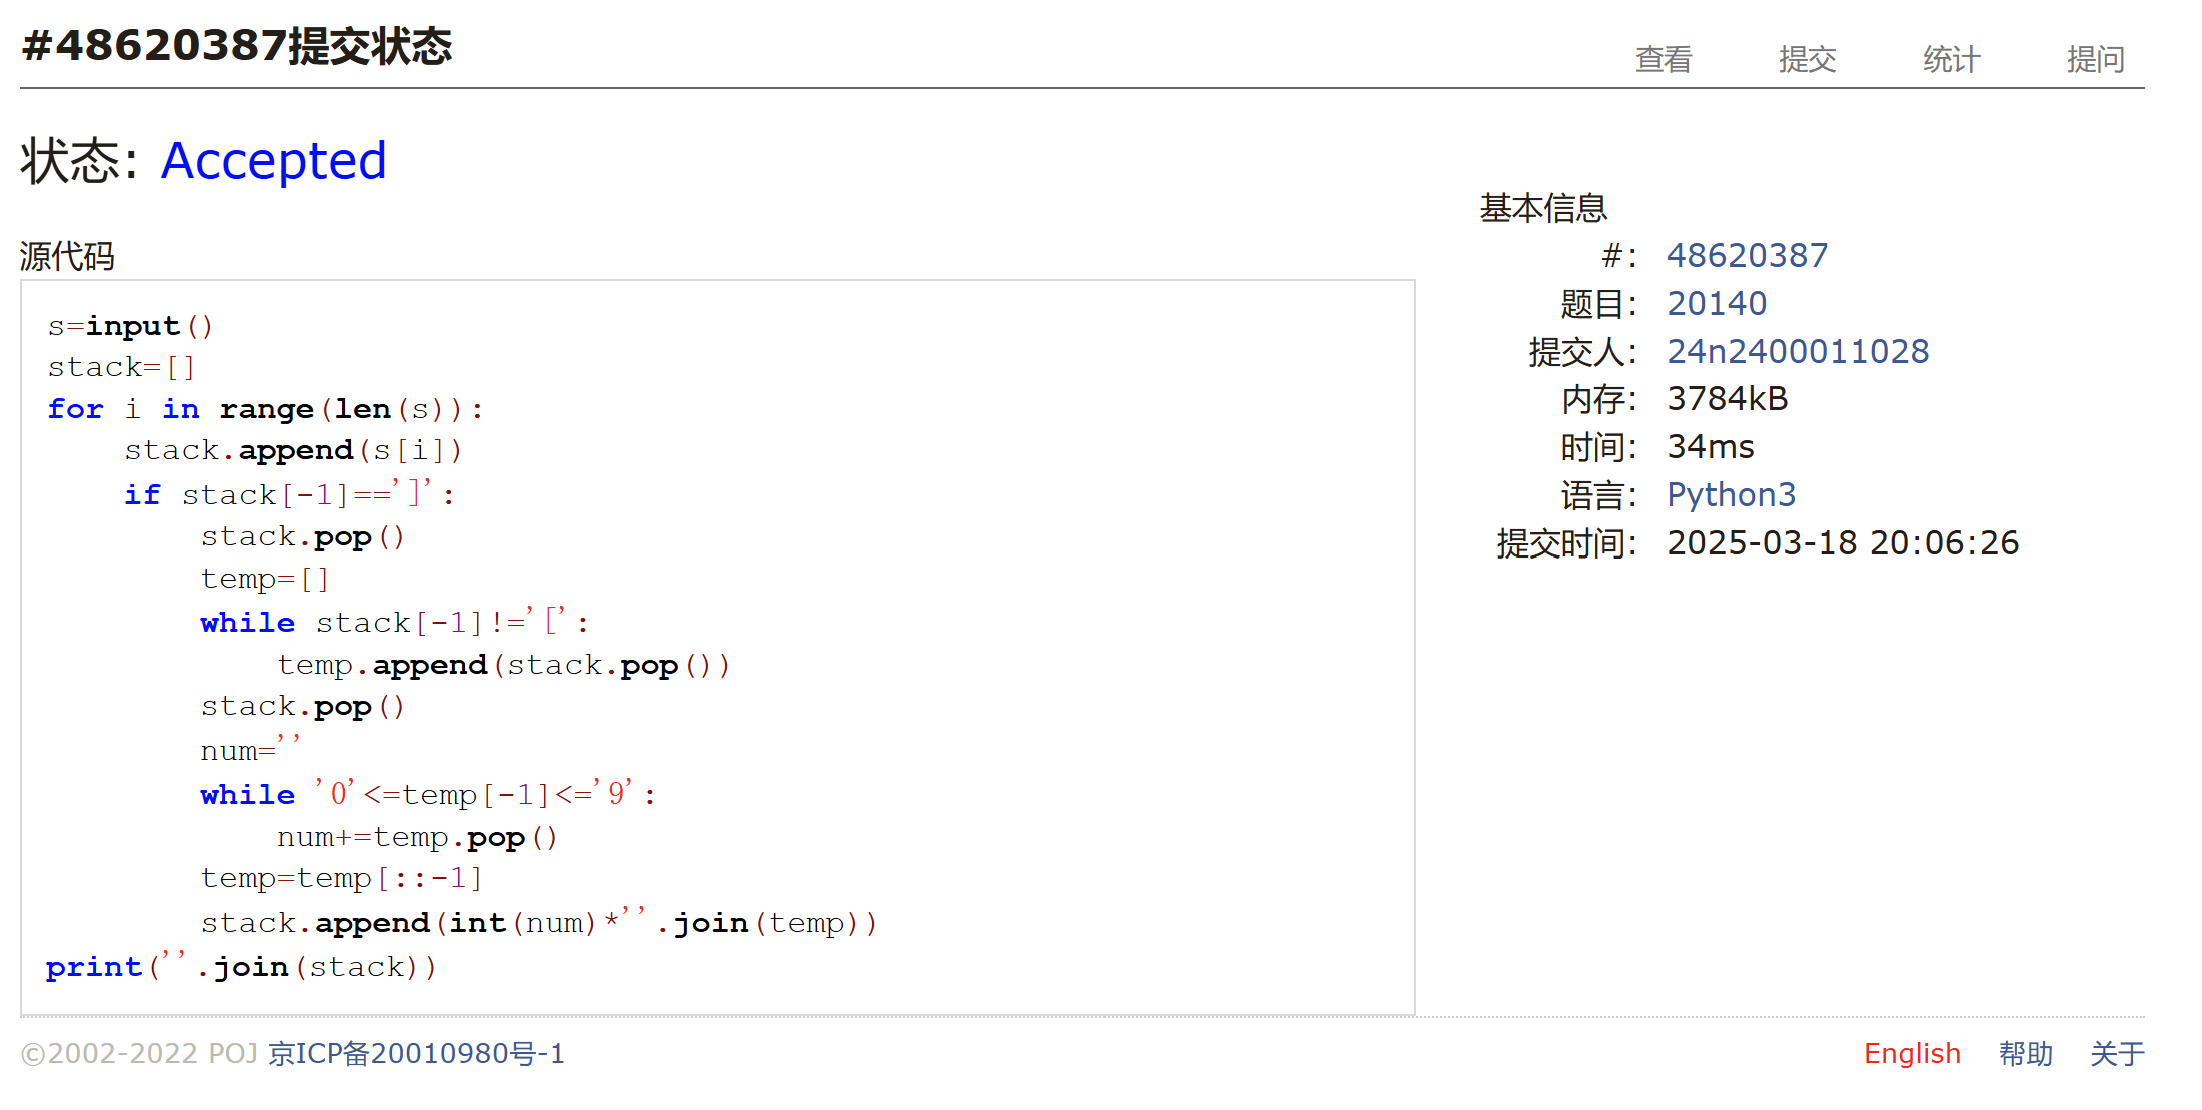 #48620387提交状态
查看 提交 统计 提问
状态: Accepted
源代码
s=input()
stack=[]
for i in range(len(s)):
    stack.append(s[i])
    if stack[-1]==']':
        stack.pop()
        temp=[]
        while stack[-1]!='[':
            temp.append(stack.pop())
        stack.pop()
        num=''
        while '0'<=temp[-1]<='9':
            num+=temp.pop()
        temp=temp[::-1]
        stack.append(int(num)*''.join(temp))
print(''.join(stack))
基本信息
#: 48620387
题目: 20140
提交人: 24n2400011028
内存: 3784kB
时间: 34ms
语言: Python3
提交时间: 2025-03-18 20:06:26
©2002-2022 POJ 京ICP备20010980号-1
English 帮助 关于